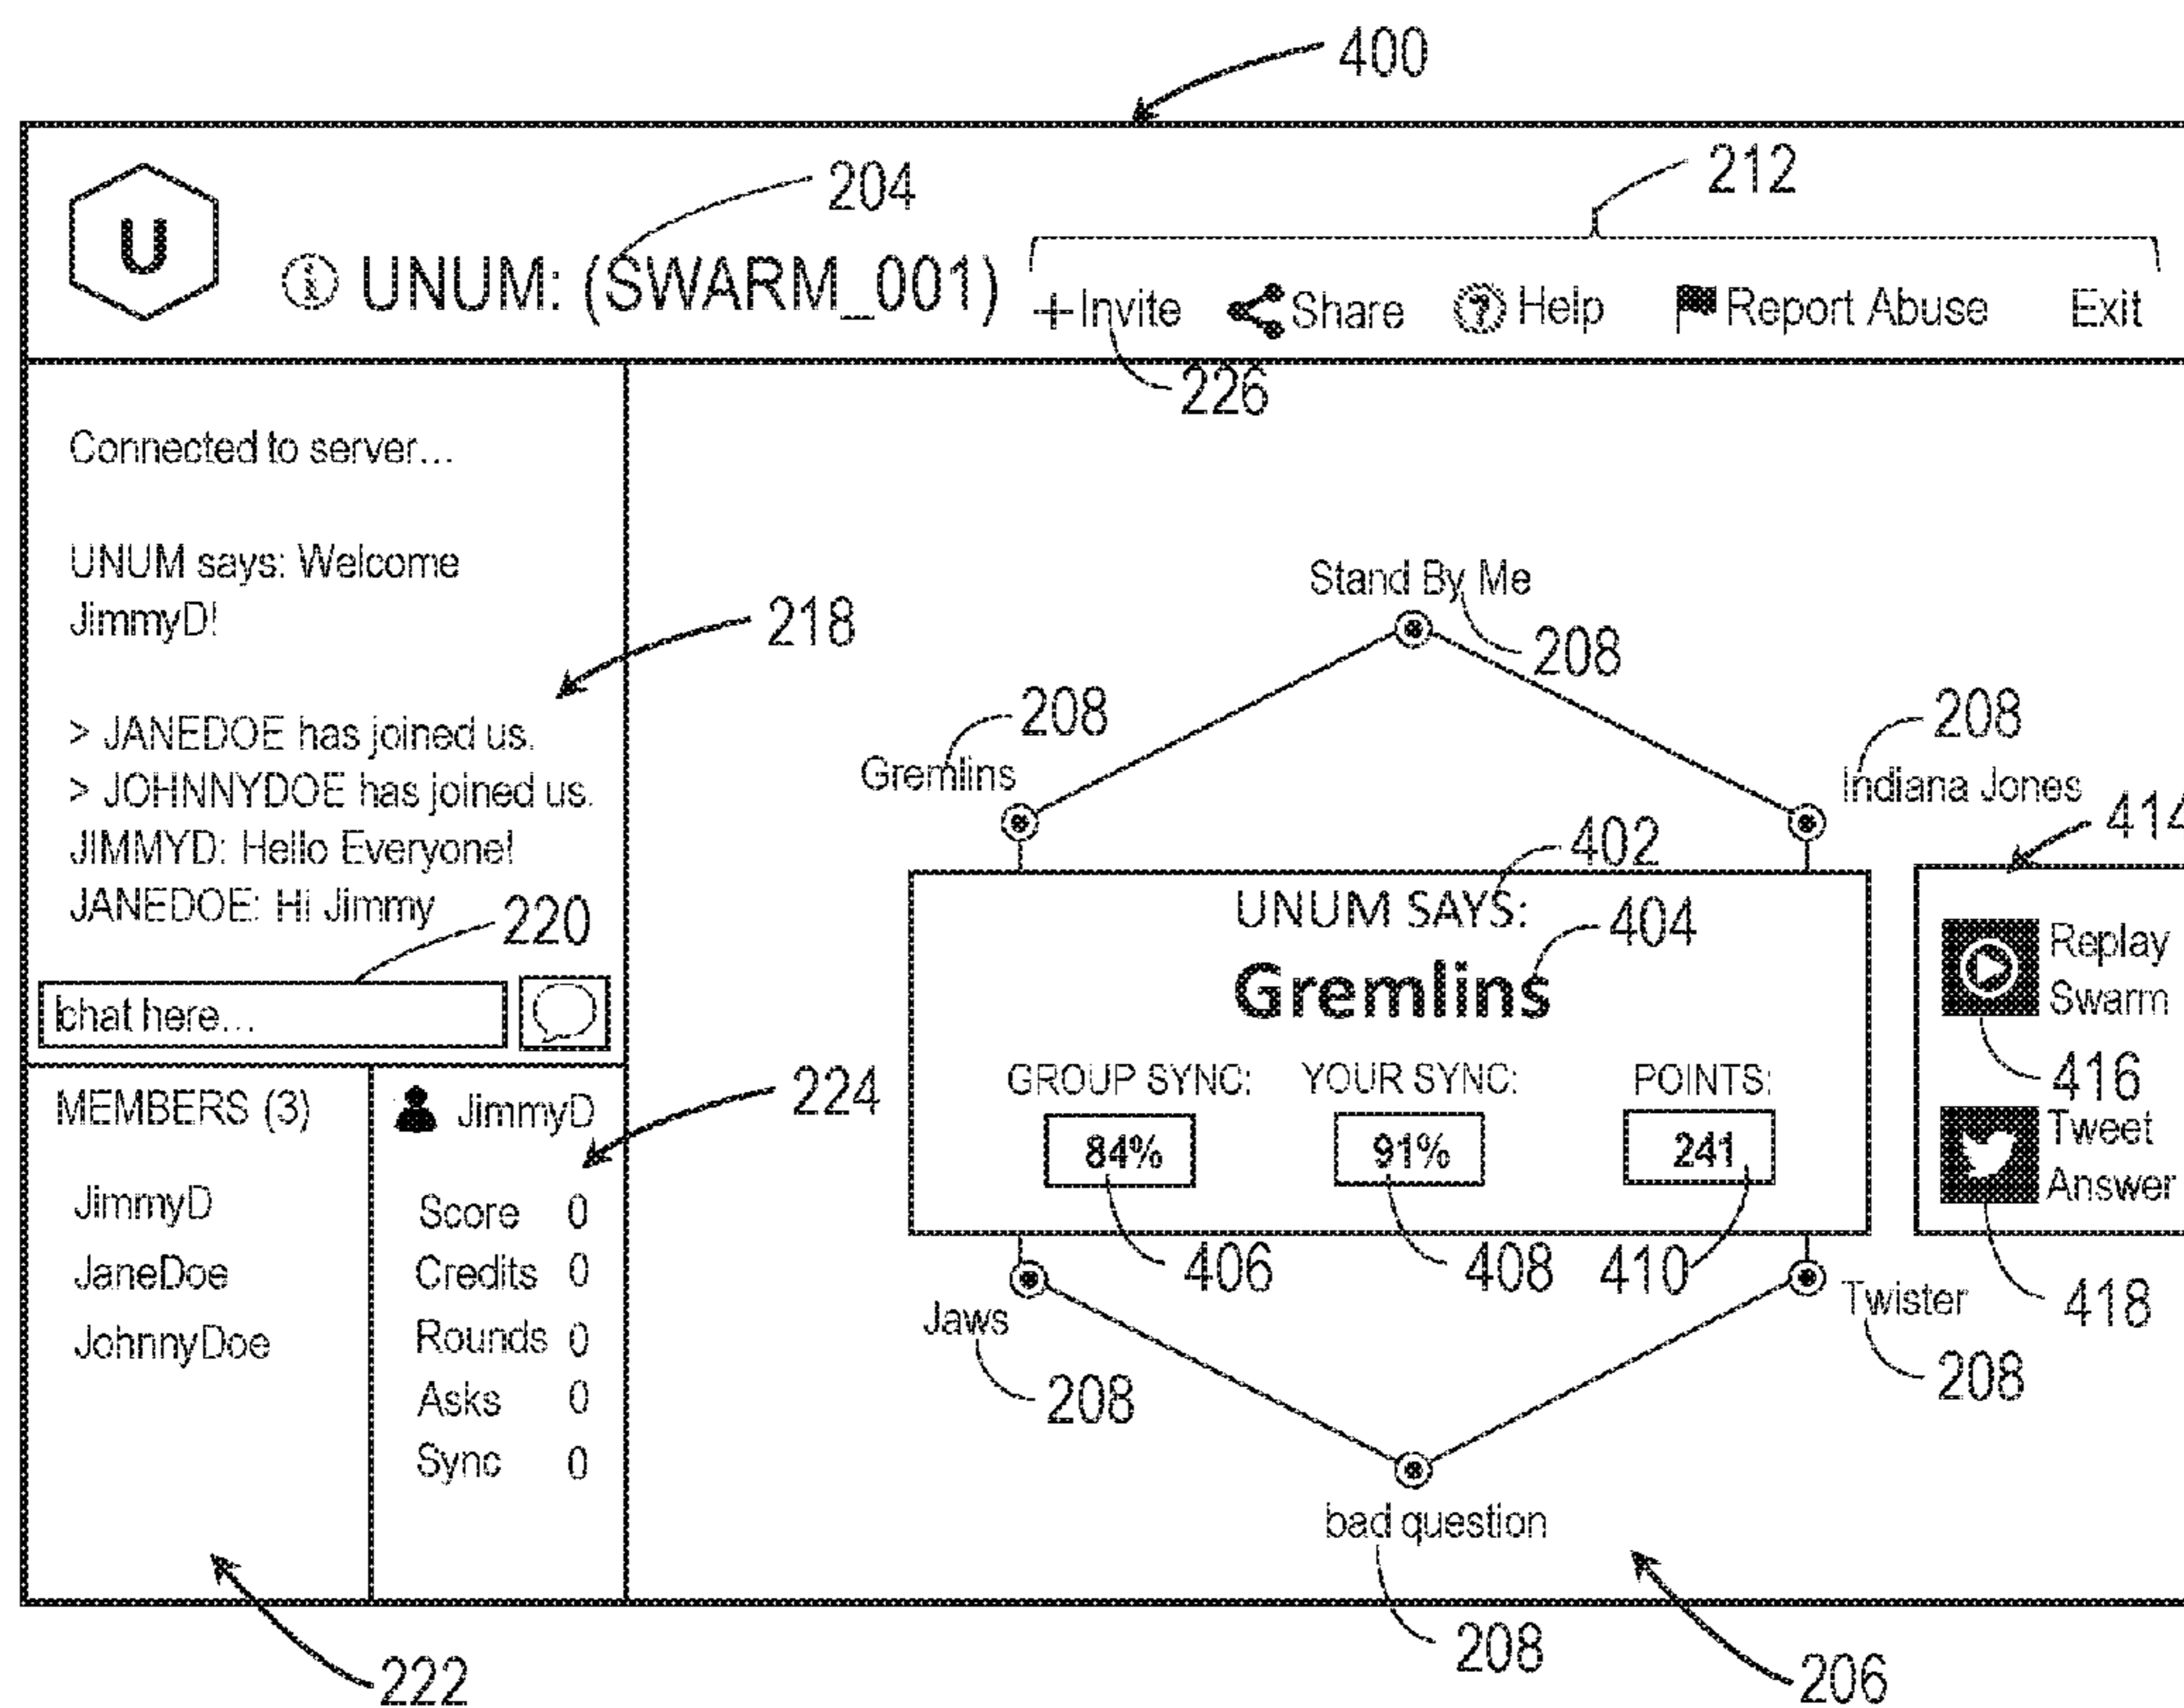 400
204
212
U
i UNUM: (SWARM_001)
+Invite
Share
? Help
Report Abuse
Exit
226
Connected to server...
UNUM says: Welcome
JimmyD!
218
> JANEDOE has joined us.
> JOHNNYDOE has joined us.
JIMMYD: Hello Everyone!
JANEDOE: Hi Jimmy
220
chat here...
MEMBERS (3)
JimmyD
JaneDoe
JohnnyDoe
222
JimmyD
224
Score 0
Credits 0
Rounds 0
Asks 0
Sync 0
Stand By Me
208
208
Gremlins
208
Indiana Jones
414
402
UNUM SAYS:
404
Gremlins
GROUP SYNC: YOUR SYNC: POINTS:
84% 91% 241
406 408 410
Replay
Swarm
416
Tweet
Answer
418
Jaws
208
Twister
208
bad question
208
206